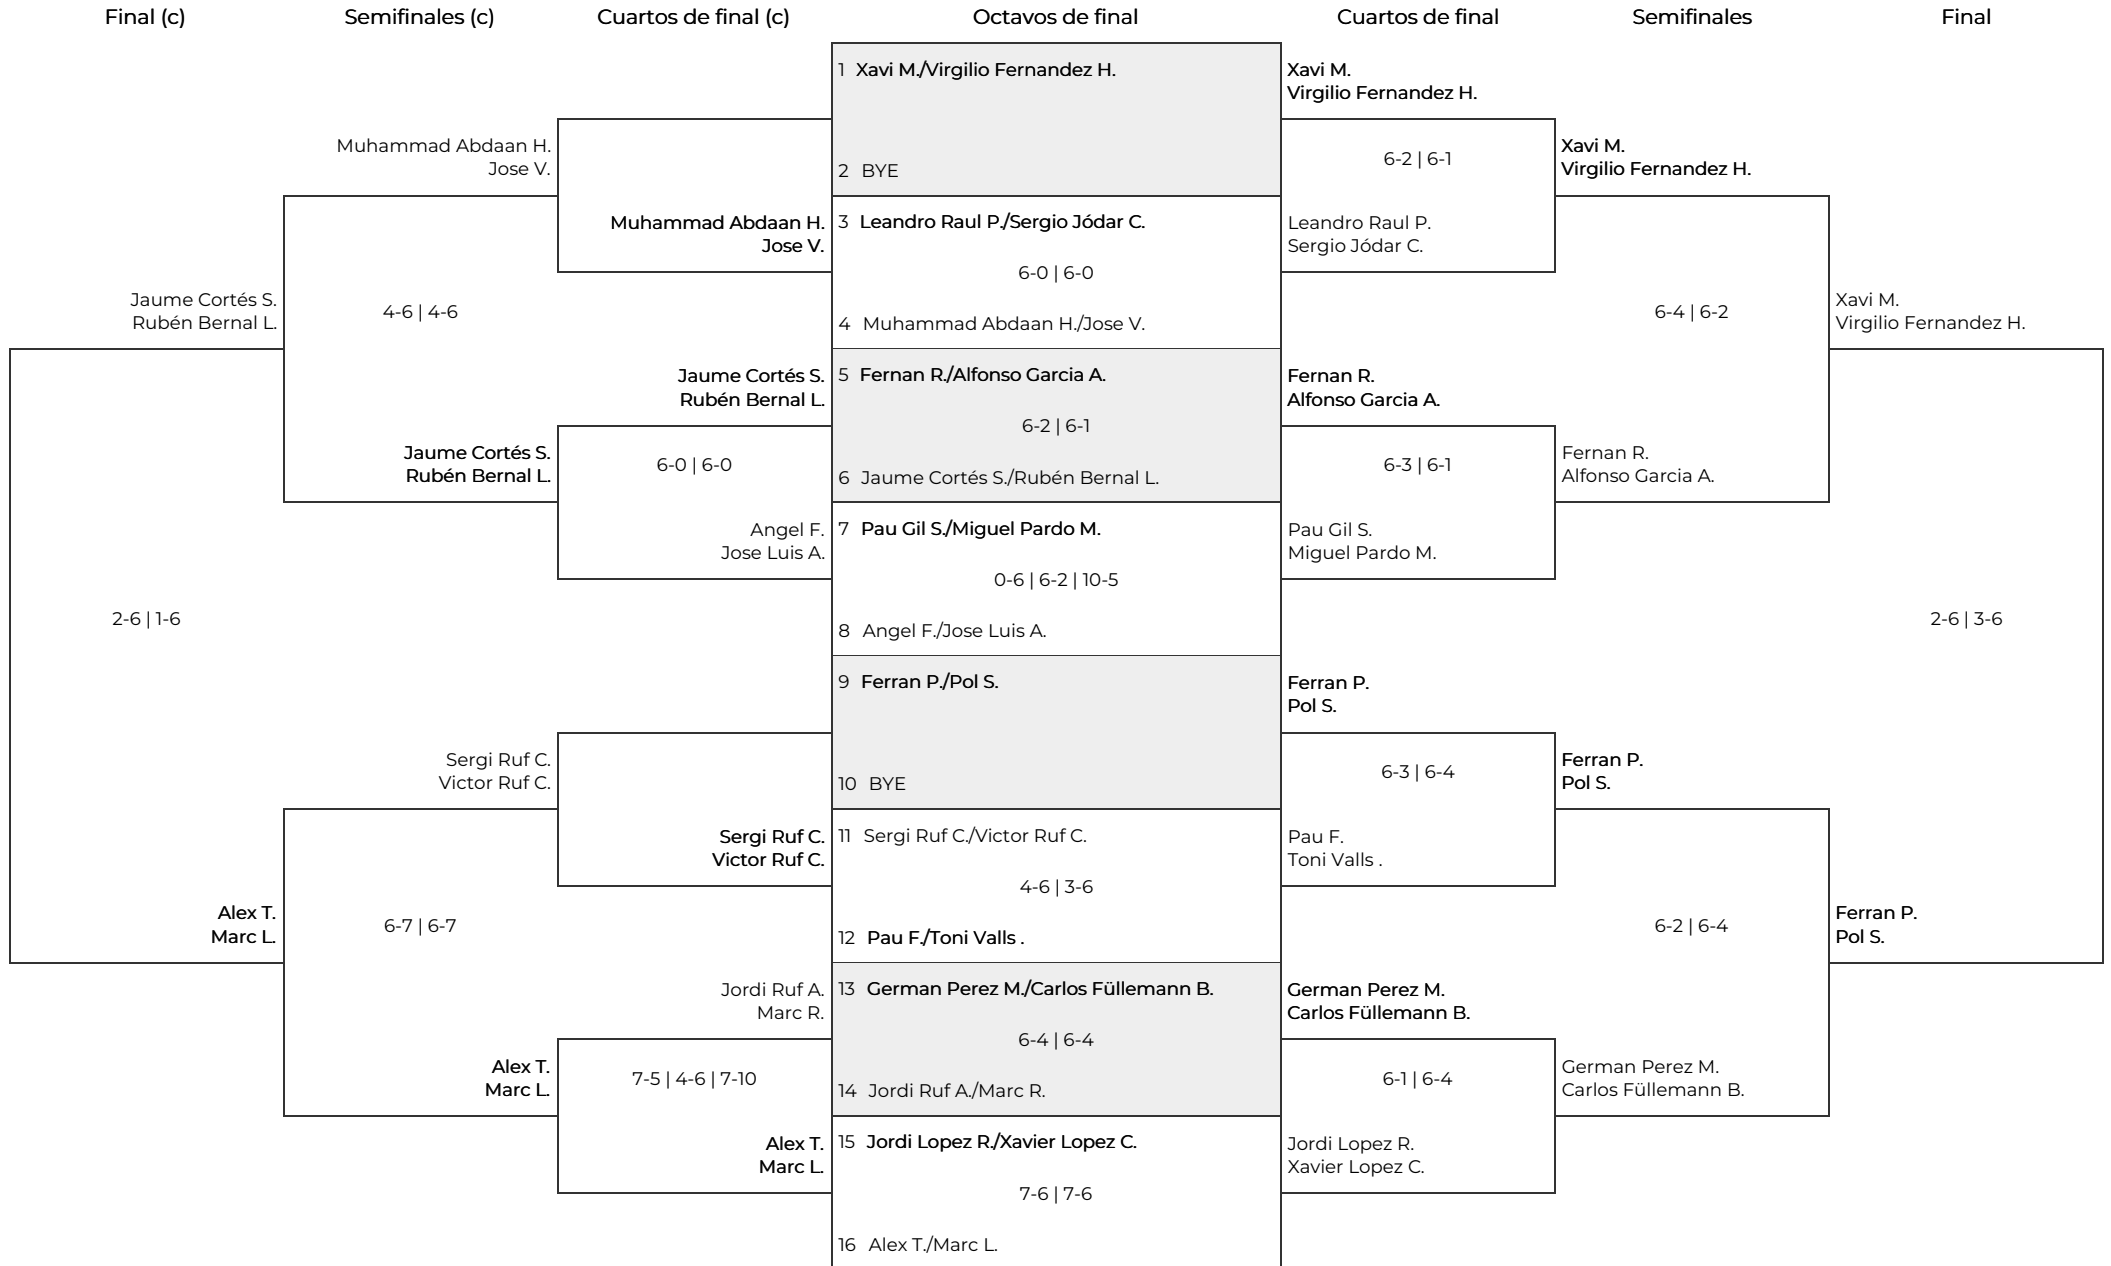 Final (c)
Semifinales (c)
Cuartos de final (c)
Octavos de final
Cuartos de final
Semifinales
Final
Jaume Cortés S.
Rubén Bernal L.
2-6 | 1-6
Alex T.
Marc L.
Muhammad Abdaan H.
Jose V.
4-6 | 4-6
Jaume Cortés S.
Rubén Bernal L.
Sergi Ruf C.
Victor Ruf C.
6-7 | 6-7
Alex T.
Marc L.
Muhammad Abdaan H.
Jose V.
Jaume Cortés S.
Rubén Bernal L.
6-0 | 6-0
Angel F.
Jose Luis A.
Sergi Ruf C.
Victor Ruf C.
Jordi Ruf A.
Marc R.
7-5 | 4-6 | 7-10
Alex T.
Marc L.
1 Xavi M./Virgilio Fernandez H.
2 BYE
3 Leandro Raul P./Sergio Jódar C.
6-0 | 6-0
4 Muhammad Abdaan H./Jose V.
5 Fernan R./Alfonso Garcia A.
6-2 | 6-1
6 Jaume Cortés S./Rubén Bernal L.
7 Pau Gil S./Miguel Pardo M.
0-6 | 6-2 | 10-5
8 Angel F./Jose Luis A.
9 Ferran P./Pol S.
10 BYE
11 Sergi Ruf C./Victor Ruf C.
4-6 | 3-6
12 Pau F./Toni Valls .
13 German Perez M./Carlos Füllemann B.
6-4 | 6-4
14 Jordi Ruf A./Marc R.
15 Jordi Lopez R./Xavier Lopez C.
7-6 | 7-6
16 Alex T./Marc L.
Xavi M.
Virgilio Fernandez H.
6-2 | 6-1
Leandro Raul P.
Sergio Jódar C.
Fernan R.
Alfonso Garcia A.
6-3 | 6-1
Pau Gil S.
Miguel Pardo M.
Ferran P.
Pol S.
6-3 | 6-4
Pau F.
Toni Valls .
German Perez M.
Carlos Füllemann B.
6-1 | 6-4
Jordi Lopez R.
Xavier Lopez C.
Xavi M.
Virgilio Fernandez H.
6-4 | 6-2
Fernan R.
Alfonso Garcia A.
Ferran P.
Pol S.
6-2 | 6-4
German Perez M.
Carlos Füllemann B.
Xavi M.
Virgilio Fernandez H.
2-6 | 3-6
Ferran P.
Pol S.